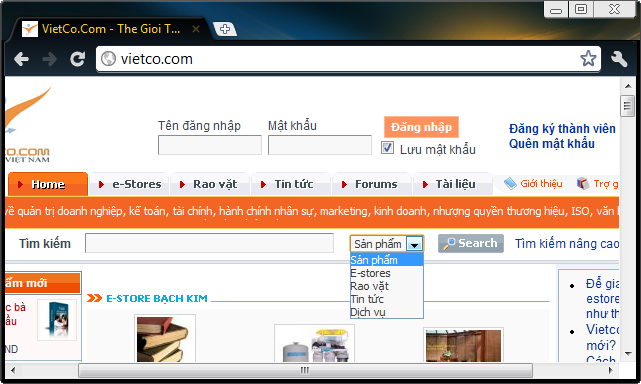 VietCo.Com - The Gioi T...
vietco.com
CO.COM
VIỆT NAM
Tên đăng nhập
Mật khẩu
Đăng nhập
Lưu mật khẩu
Đăng ký thành viên
Quên mật khẩu
Home
e-Stores
Rao vặt
Tin tức
Forums
Tài liệu
Giới thiệu
Trợ g
về quản trị doanh nghiệp, kế toán, tài chính, hành chính nhân sự, marketing, kinh doanh, nhượng quyền thương hiệu, ISO, văn h
Tìm kiếm
Sản phẩm
Search
Tìm kiếm nâng cao
Sản phẩm
E-stores
Rao vặt
Tin tức
Dịch vụ
ẩm mới
c bà
ầu
ND
E-STORE BẠCH KIM
Để gia
estore
như th
Vietco
mới?
Cách